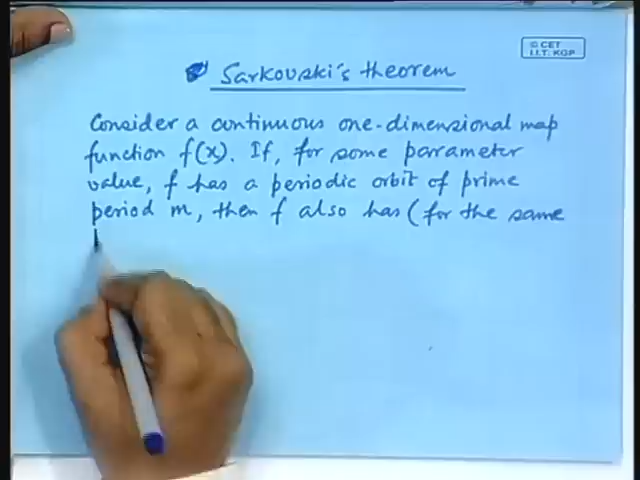 © CET
I.I.T. KGP
Sarkovski's theorem
Consider a continuous one-dimensional map
function f(x). If, for some parameter
value, f has a periodic orbit of prime
period m, then f also has (for the same